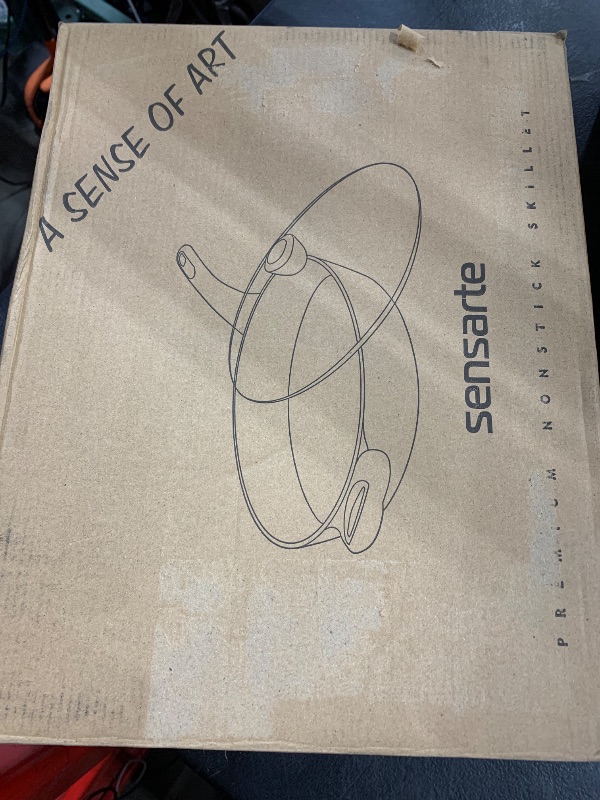 A SENSE OF ART
sensarte
PREMIUM NONSTICK SKiLLET